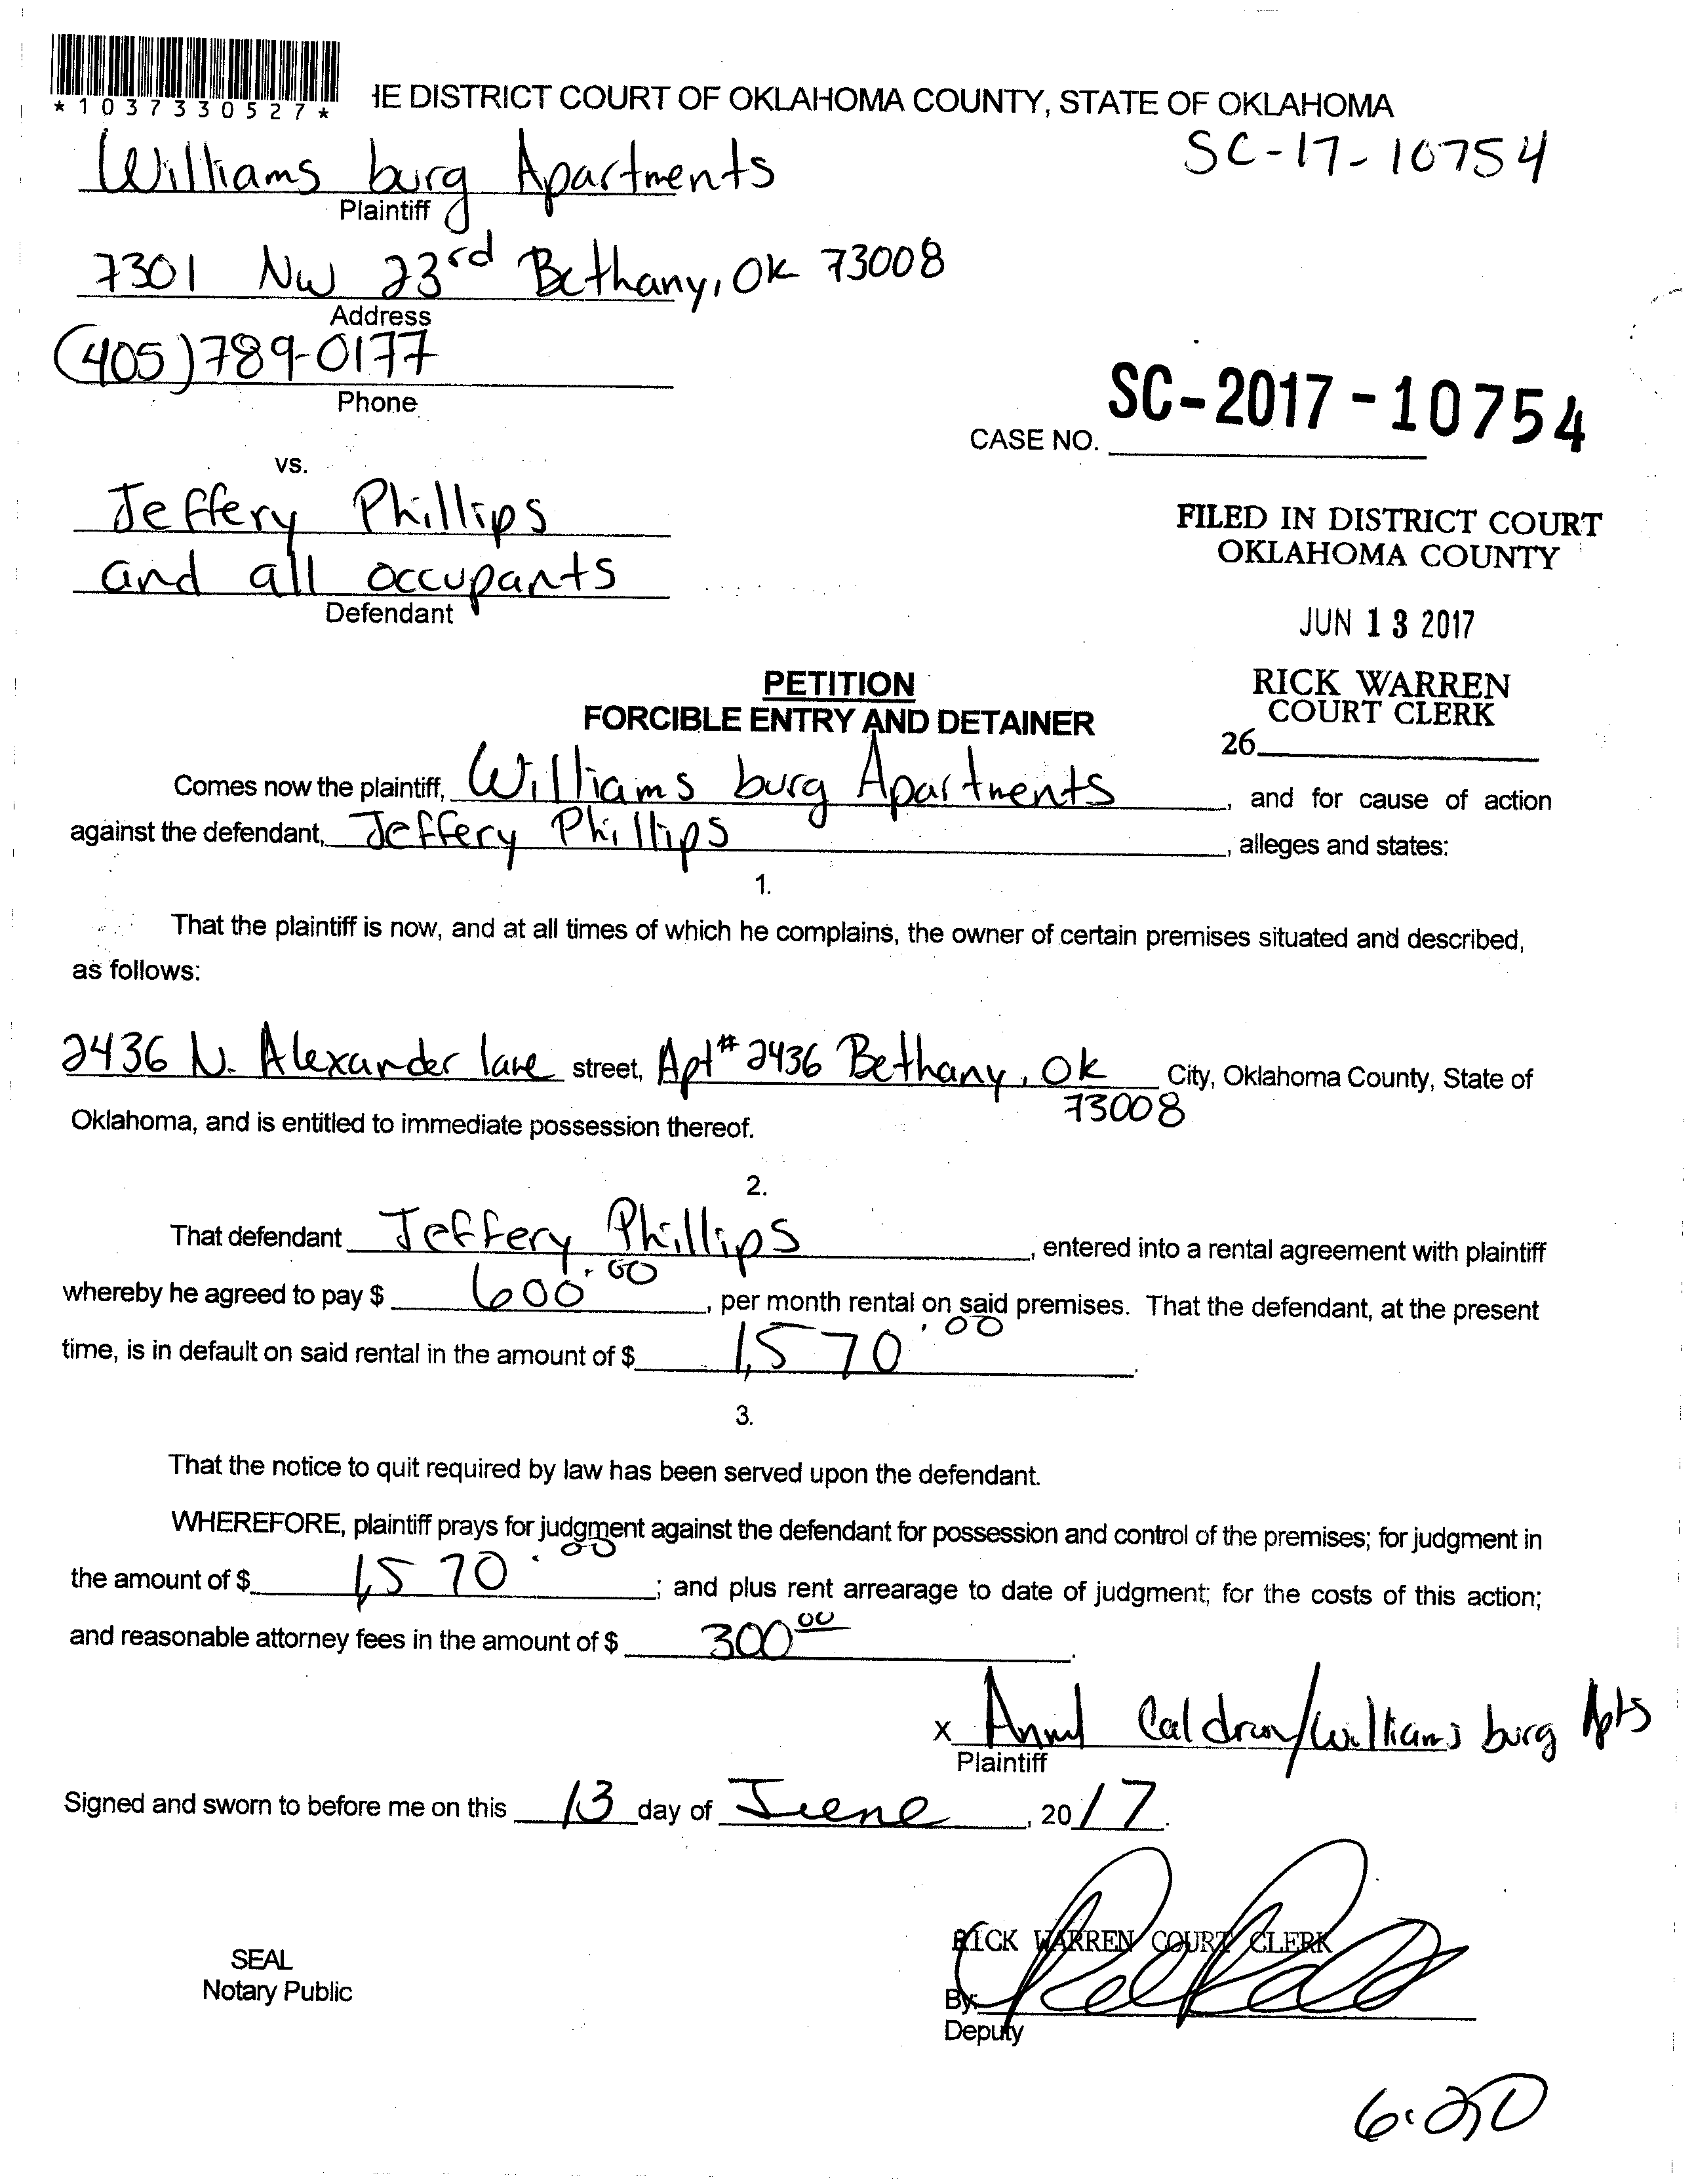 *1037330527*
HE DISTRICT COURT OF OKLAHOMA COUNTY, STATE OF OKLAHOMA
SC-17-10754
Williams burg Apartments
Plaintiff
7301 NW 23rd Bethany, OK 73008
Address
(405)789-0177
Phone
CASE NO. SC-2017-10754
vs.
Jeffery Phillips
and all occupants
Defendant
FILED IN DISTRICT COURT
OKLAHOMA COUNTY
JUN 13 2017
RICK WARREN
COURT CLERK
26
PETITION
FORCIBLE ENTRY AND DETAINER
Comes now the plaintiff, Williams burg Apartments, and for cause of action
against the defendant, Jeffery Phillips, alleges and states:
1.
That the plaintiff is now, and at all times of which he complains, the owner of certain premises situated and described,
as follows:
2436 N. Alexander lane street, Apt# 2436 Bethany, OK City, Oklahoma County, State of
73008
Oklahoma, and is entitled to immediate possession thereof.
2.
That defendant Jeffery Phillips, entered into a rental agreement with plaintiff
whereby he agreed to pay $ 600.00, per month rental on said premises. That the defendant, at the present
time, is in default on said rental in the amount of $ 1,570.00.
3.
That the notice to quit required by law has been served upon the defendant.
WHEREFORE, plaintiff prays for judgment against the defendant for possession and control of the premises; for judgment in
the amount of $ 1,570.00; and plus rent arrearage to date of judgment; for the costs of this action;
and reasonable attorney fees in the amount of $ 300 00.
X /Williams burg Apts
Plaintiff
Signed and sworn to before me on this 13 day of June, 2017.
RICK WARREN COURT CLERK
SEAL
Notary Public
By:
Deputy